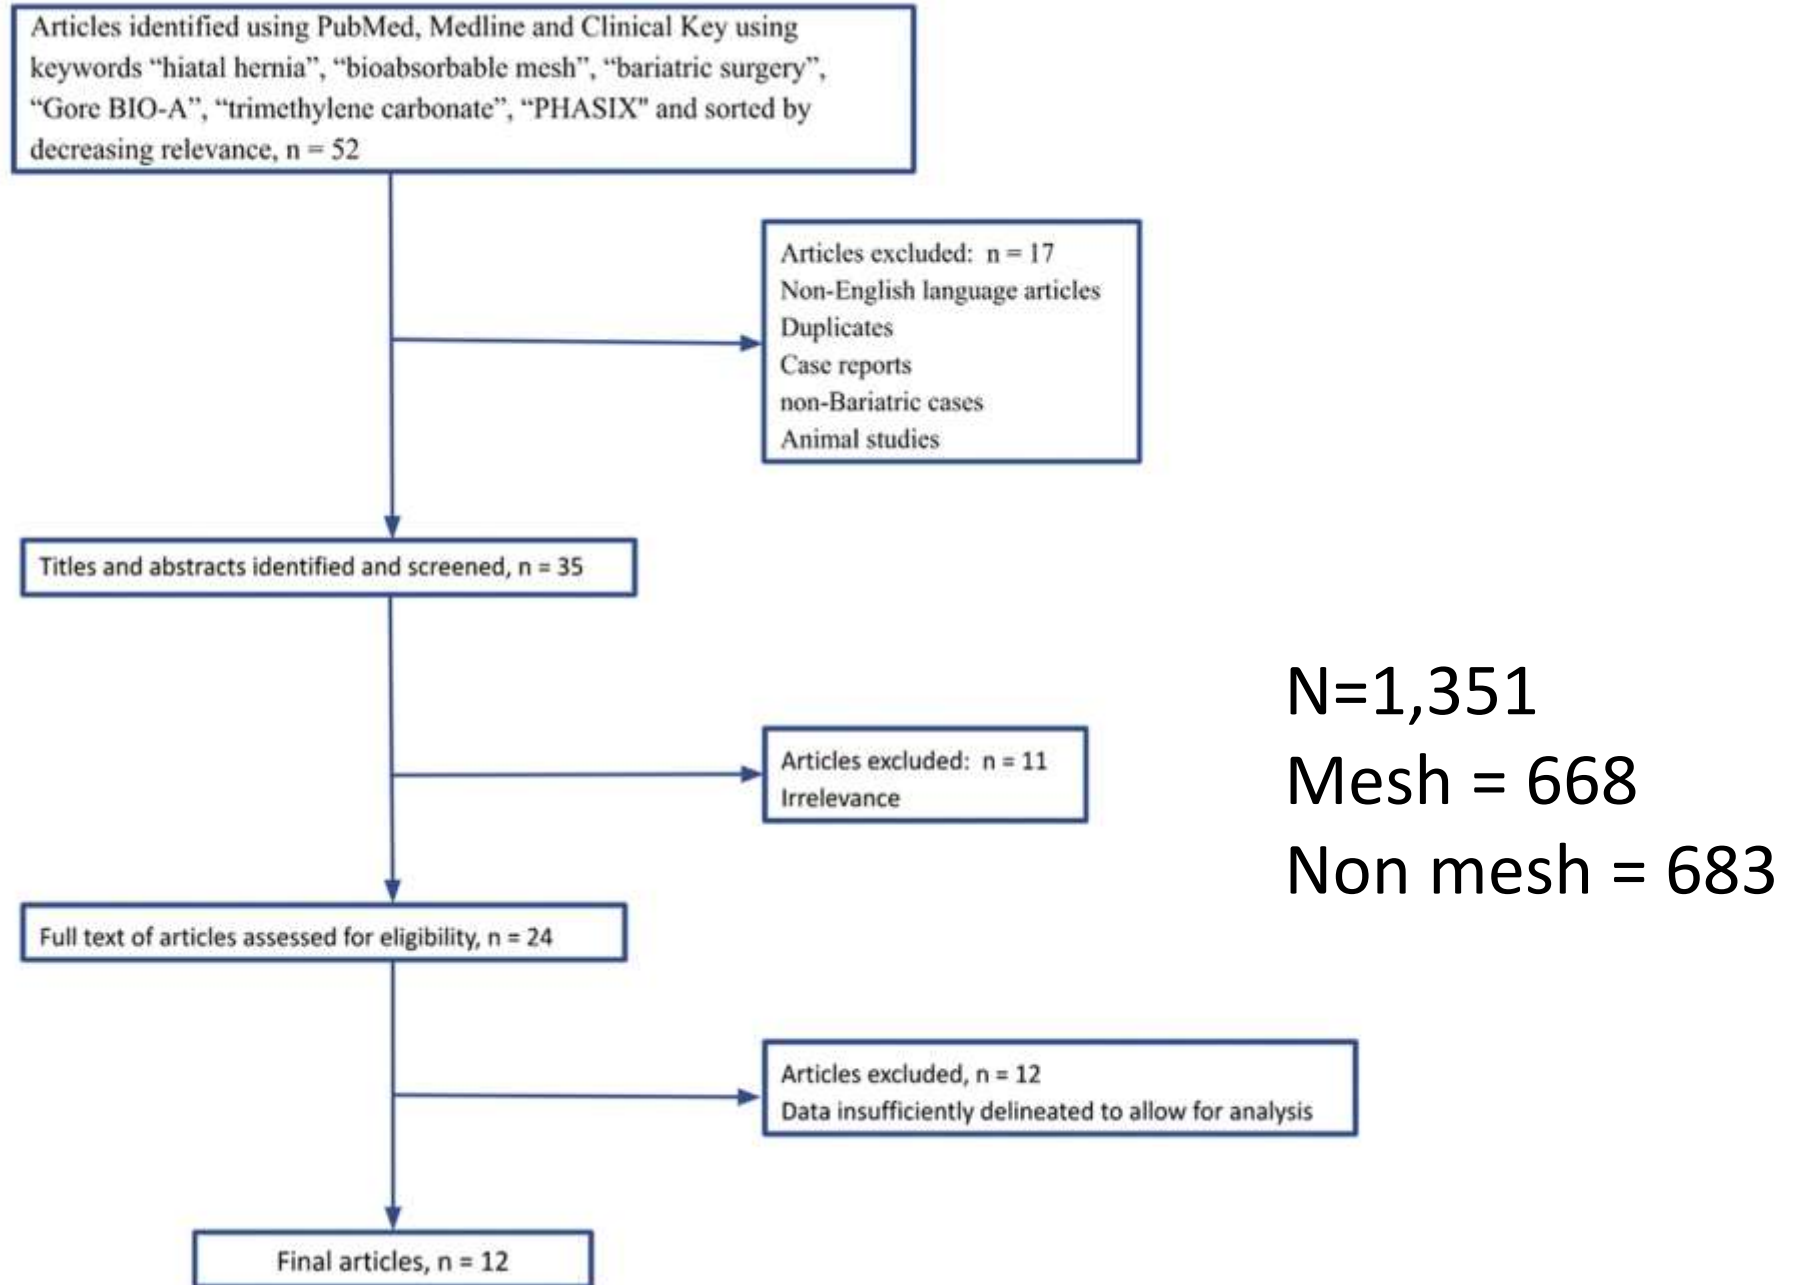 Articles identified using PubMed, Medline and Clinical Key using
keywords “hiatal hernia”, “bioabsorbable mesh”, “bariatric surgery”,
“Gore BIO-A”, “trimethylene carbonate”, “PHASIX" and sorted by
decreasing relevance, n = 52
Articles excluded: n = 17
Non-English language articles
Duplicates
Case reports
non-Bariatric cases
Animal studies
Titles and abstracts identified and screened, n = 35
Articles excluded: n = 11
Irrelevance
Full text of articles assessed for eligibility, n = 24
Articles excluded, n = 12
Data insufficiently delineated to allow for analysis
Final articles, n = 12
N=1,351
Mesh = 668
Non mesh = 683